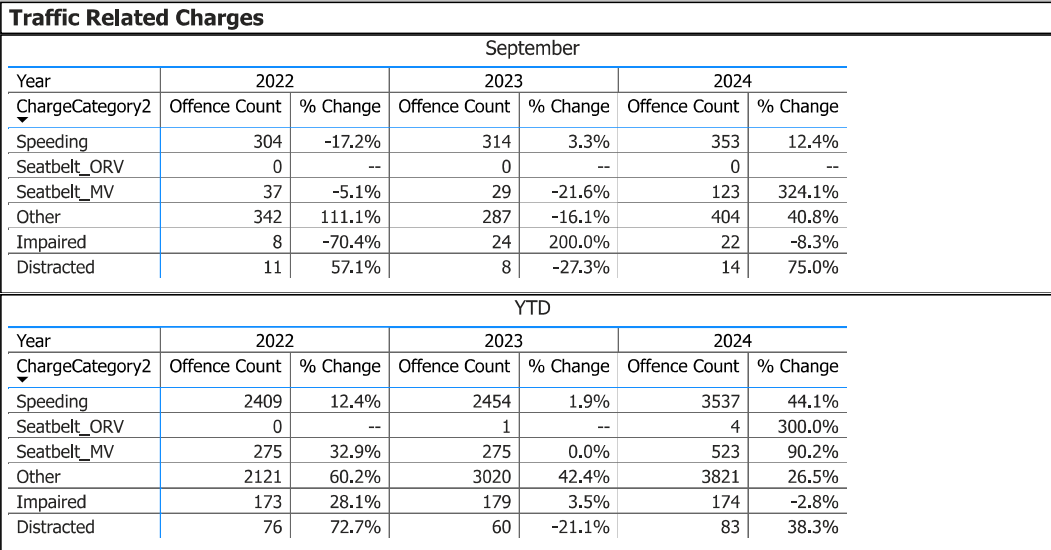 Traffic Related Charges
September
Year 2022 2023 2024
ChargeCategory2 Offence Count % Change Offence Count % Change Offence Count % Change
Speeding 304 -17.2% 314 3.3% 353 12.4%
Seatbelt_ORV 0 -- 0 -- 0 --
Seatbelt_MV 37 -5.1% 29 -21.6% 123 324.1%
Other 342 111.1% 287 -16.1% 404 40.8%
Impaired 8 -70.4% 24 200.0% 22 -8.3%
Distracted 11 57.1% 8 -27.3% 14 75.0%
YTD
Year 2022 2023 2024
ChargeCategory2 Offence Count % Change Offence Count % Change Offence Count % Change
Speeding 2409 12.4% 2454 1.9% 3537 44.1%
Seatbelt_ORV 0 -- 1 -- 4 300.0%
Seatbelt_MV 275 32.9% 275 0.0% 523 90.2%
Other 2121 60.2% 3020 42.4% 3821 26.5%
Impaired 173 28.1% 179 3.5% 174 -2.8%
Distracted 76 72.7% 60 -21.1% 83 38.3%